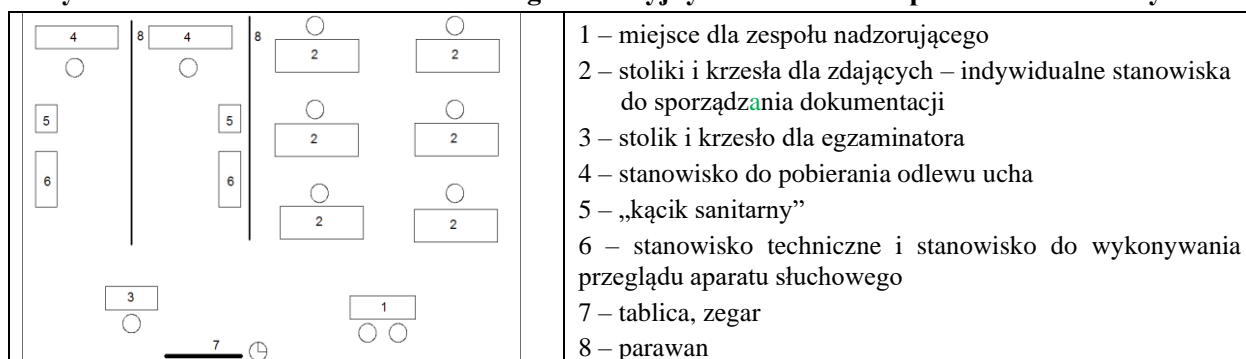 4
8
4
8
2
2
5
5
2
2
6
6
2
2
3
1
7
1 – miejsce dla zespołu nadzorującego
2 – stoliki i krzesła dla zdających – indywidualne stanowiska
do sporządzania dokumentacji
3 – stolik i krzesło dla egzaminatora
4 – stanowisko do pobierania odlewu ucha
5 – „kącik sanitarny”
6 – stanowisko techniczne i stanowisko do wykonywania
przeglądu aparatu słuchowego
7 – tablica, zegar
8 – parawan